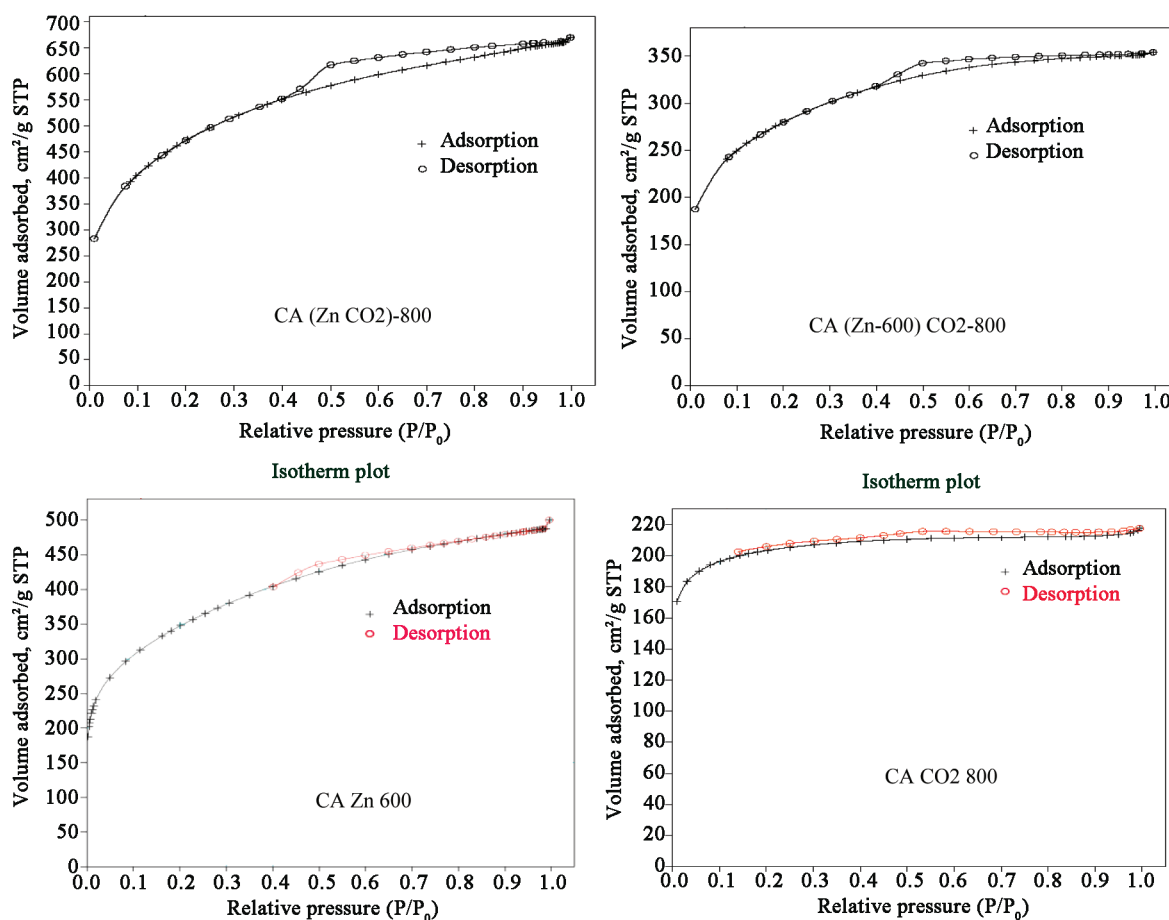 Volume adsorbed, cm²/g STP
700
650
600
550
500
450
400
350
300
250
200
150
100
50
0
Adsorption
Desorption
CA (Zn CO2)-800
0.0 0.1 0.2 0.3 0.4 0.5 0.6 0.7 0.8 0.9 1.0
Relative pressure (P/P₀)
Volume adsorbed, cm²/g STP
350
300
250
200
150
100
50
0
Adsorption
Desorption
CA (Zn-600) CO2-800
0.0 0.1 0.2 0.3 0.4 0.5 0.6 0.7 0.8 0.9 1.0
Relative pressure (P/P₀)
Isotherm plot
Volume adsorbed, cm²/g STP
500
450
400
350
300
250
200
150
100
50
0
Adsorption
Desorption
CA Zn 600
0.0 0.1 0.2 0.3 0.4 0.5 0.6 0.7 0.8 0.9 1.0
Relative pressure (P/P₀)
Isotherm plot
Volume adsorbed, cm²/g STP
220
200
180
160
140
120
100
80
60
40
20
0
Adsorption
Desorption
CA CO2 800
0.0 0.1 0.2 0.3 0.4 0.5 0.6 0.7 0.8 0.9 1.0
Relative pressure (P/P₀)